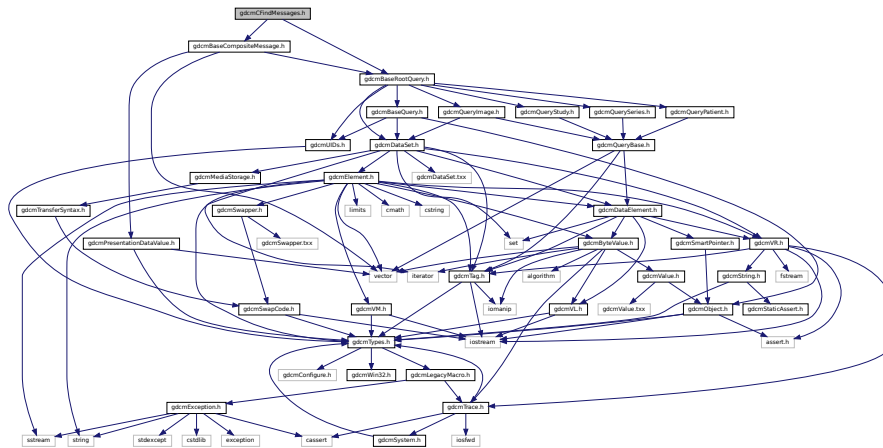 gdcmCFindMessages.h
gdcmBaseCompositeMessage.h
gdcmBaseRootQuery.h
gdcmBaseQuery.h
gdcmQueryImage.h
gdcmQueryStudy.h
gdcmQuerySeries.h
gdcmQueryPatient.h
gdcmUIDs.h
gdcmDataSet.h
gdcmQueryBase.h
gdcmMediaStorage.h
gdcmElement.h
gdcmDataSet.txx
gdcmTransferSyntax.h
gdcmSwapper.h
limits
cmath
cstring
gdcmDataElement.h
gdcmPresentationDataValue.h
gdcmSwapper.txx
set
gdcmByteValue.h
gdcmSmartPointer.h
gdcmVR.h
vector
iterator
gdcmTag.h
algorithm
gdcmValue.h
gdcmString.h
fstream
gdcmSwapCode.h
gdcmVM.h
iomanip
gdcmVL.h
gdcmValue.txx
gdcmObject.h
gdcmStaticAssert.h
gdcmTypes.h
iostream
assert.h
gdcmConfigure.h
gdcmWin32.h
gdcmLegacyMacro.h
gdcmException.h
gdcmTrace.h
sstream
string
stdexcept
cstdlib
exception
cassert
gdcmSystem.h
iosfwd